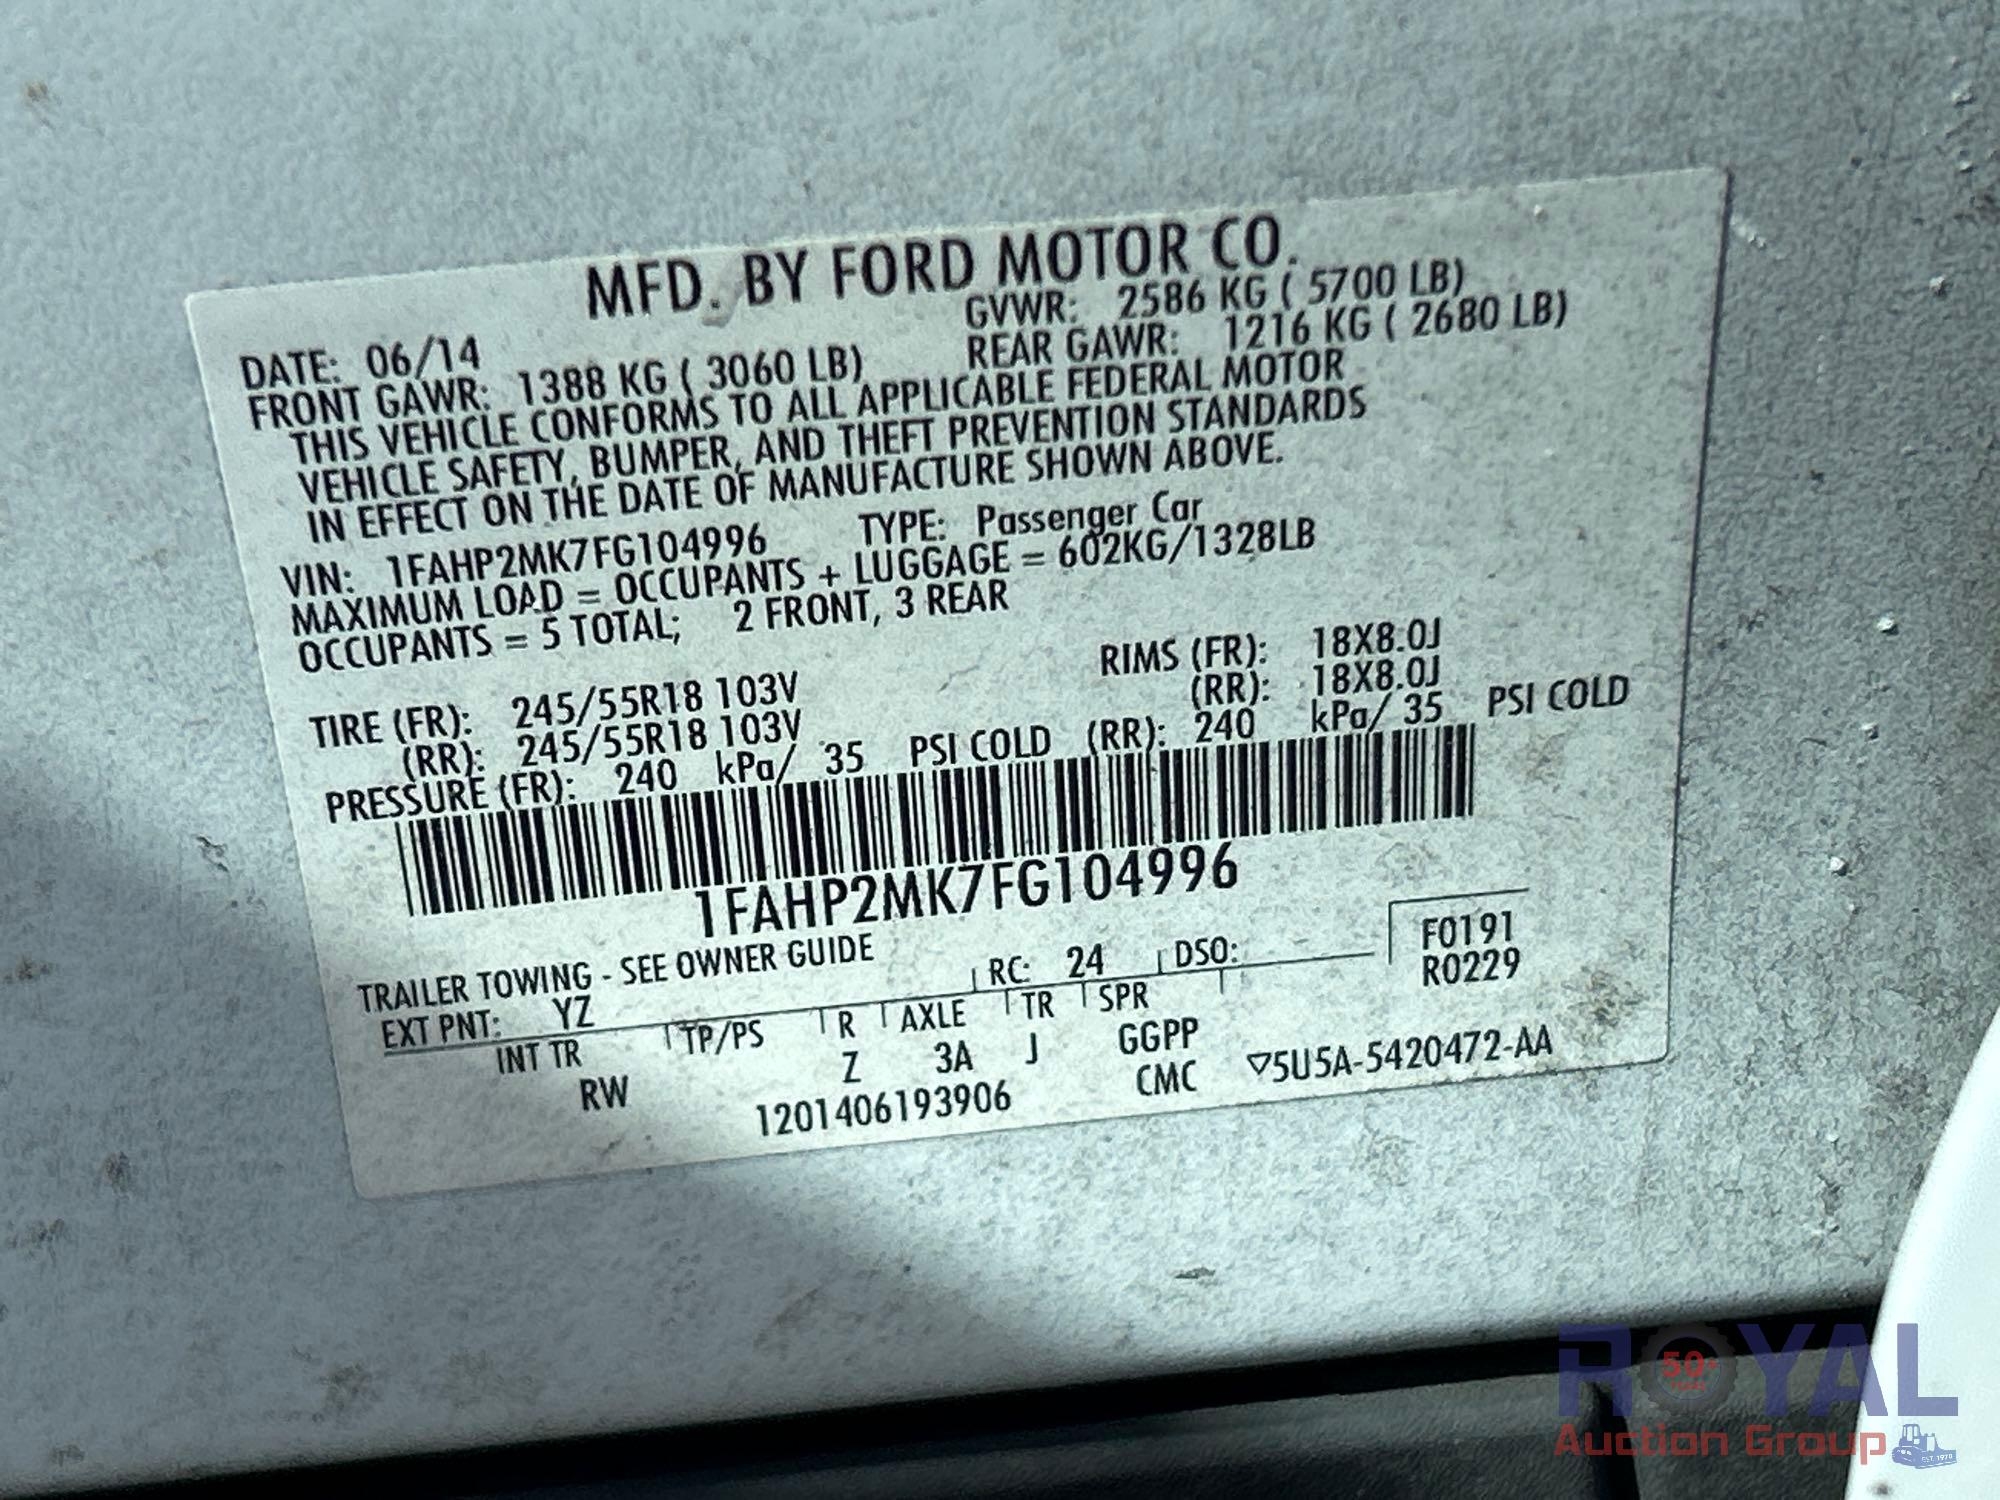 MFD. BY FORD MOTOR CO.
DATE: 06/14 GVWR: 2586 KG ( 5700 LB)
FRONT GAWR: 1388 KG ( 3060 LB) REAR GAWR: 1216 KG ( 2680 LB)
THIS VEHICLE CONFORMS TO ALL APPLICABLE FEDERAL MOTOR
VEHICLE SAFETY, BUMPER, AND THEFT PREVENTION STANDARDS
IN EFFECT ON THE DATE OF MANUFACTURE SHOWN ABOVE.
VIN: 1FAHP2MK7FG104996 TYPE: Passenger Car
MAXIMUM LOAD = OCCUPANTS + LUGGAGE = 602KG/1328LB
OCCUPANTS = 5 TOTAL; 2 FRONT, 3 REAR
TIRE (FR): 245/55R18 103V RIMS (FR): 18X8.0J
(RR): 245/55R18 103V (RR): 18X8.0J
PRESSURE (FR): 240 kPa/ 35 PSI COLD (RR): 240 kPa/ 35 PSI COLD
1FAHP2MK7FG104996
TRAILER TOWING - SEE OWNER GUIDE
F0191
EXT PNT: YZ RC: 24 DSO: R0229
INT TR TP/PS R AXLE TR SPR
RW Z 3A J GGPP
1201406193906 CMC ▽5U5A-5420472-AA
ROYAL
50+
YEARS
Auction Group
EST. 1970